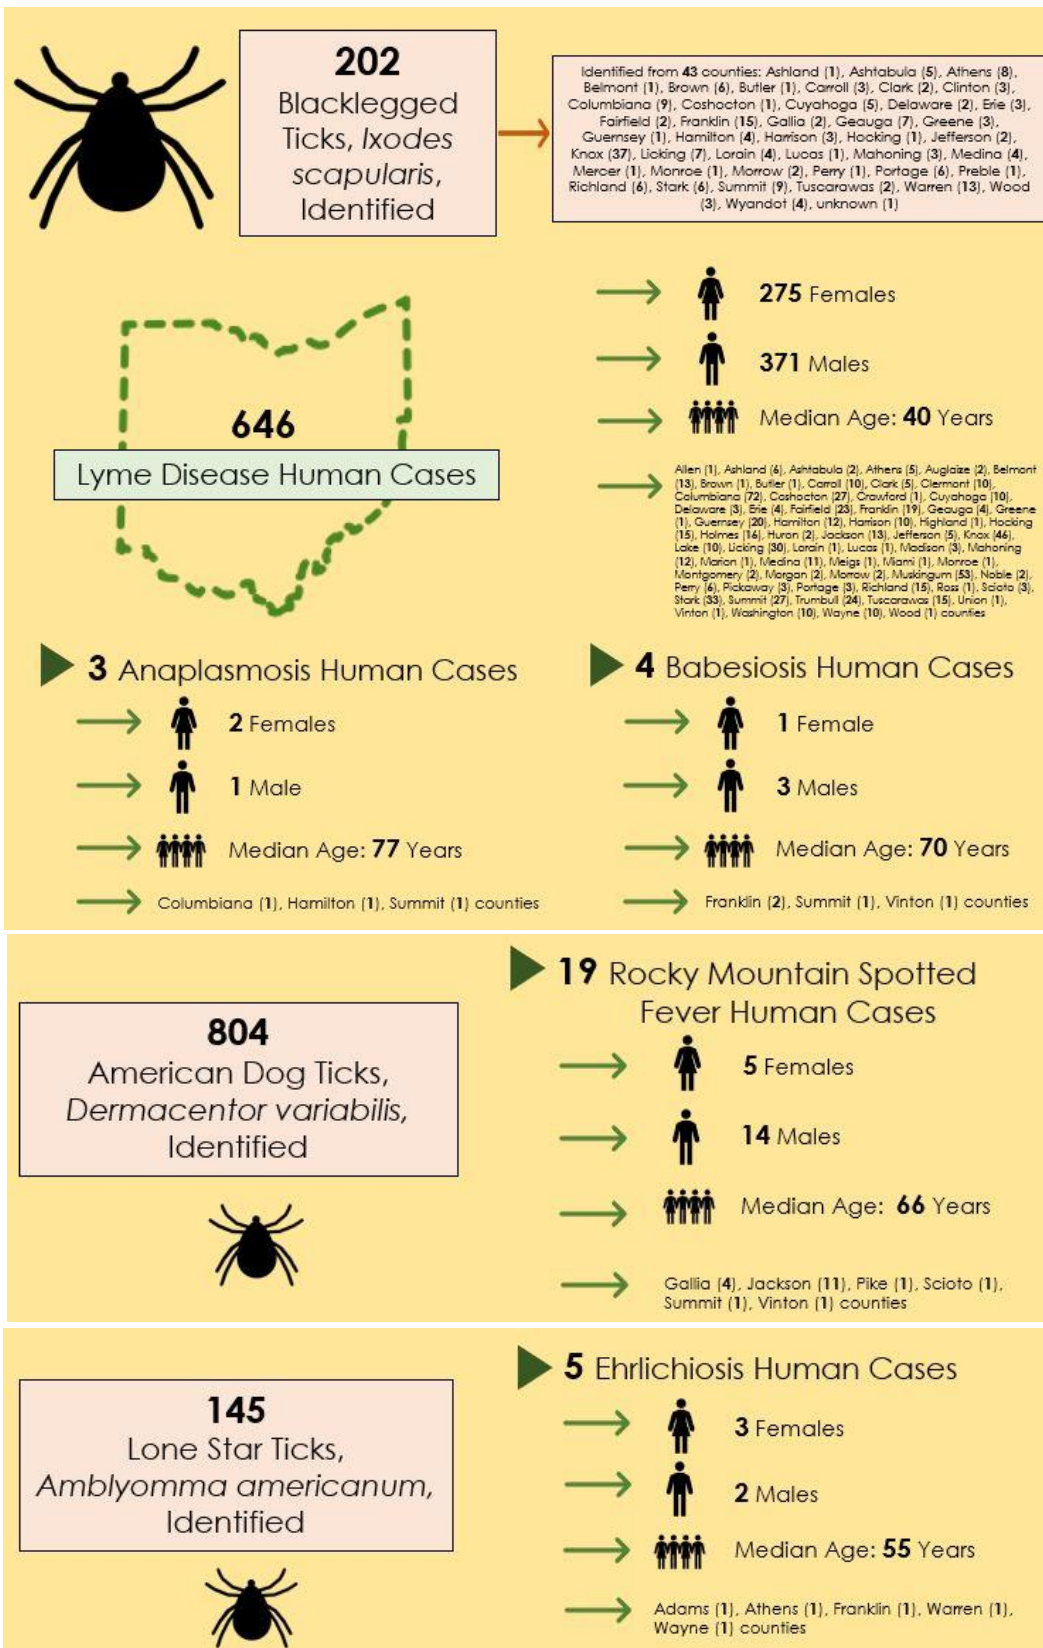 202
Blacklegged
Ticks, Ixodes
scapularis,
Identified
Identified from 43 counties: Ashland (1), Ashtabula (5), Athens (8),
Belmont (1), Brown (6), Butler (1), Carroll (3), Clark (2), Clinton (3),
Columbiana (9), Coshocton (1), Cuyahoga (5), Delaware (2), Erie (3),
Fairfield (2), Franklin (15), Gallia (2), Geauga (7), Greene (3),
Guernsey (1), Hamilton (4), Harrison (3), Hocking (1), Jefferson (2),
Knox (37), Licking (7), Lorain (4), Lucas (1), Mahoning (3), Medina (4),
Mercer (1), Monroe (1), Morrow (2), Perry (1), Portage (6), Preble (1),
Richland (6), Stark (6), Summit (9), Tuscarawas (2), Warren (13), Wood
(3), Wyandot (4), unknown (1)
646
Lyme Disease Human Cases
275 Females
371 Males
Median Age: 40 Years
Allen (1), Ashland (6), Ashtabula (2), Athens (5), Auglaize (2), Belmont
(13), Brown (1), Butler (1), Carroll (10), Clark (5), Clermont (10),
Columbiana (72), Coshocton (27), Crawford (1), Cuyahoga (10),
Delaware (3), Erie (4), Fairfield (23), Franklin (19), Geauga (4), Greene
(1), Guernsey (20), Hamilton (12), Harrison (10), Highland (1), Hocking
(15), Holmes (16), Huron (2), Jackson (13), Jefferson (5), Knox (46),
Lake (10), Licking (30), Lorain (1), Lucas (1), Madison (3), Mahoning
(12), Marion (1), Medina (11), Meigs (1), Miami (1), Monroe (1),
Montgomery (2), Morgan (2), Morrow (2), Muskingum (53), Noble (2),
Perry (6), Pickaway (3), Portage (3), Richland (15), Ross (1), Scioto (3),
Stark (33), Summit (27), Trumbull (24), Tuscarawas (15), Union (1),
Vinton (1), Washington (10), Wayne (10), Wood (1) counties
3 Anaplasmosis Human Cases
2 Females
1 Male
Median Age: 77 Years
Columbiana (1), Hamilton (1), Summit (1) counties
4 Babesiosis Human Cases
1 Female
3 Males
Median Age: 70 Years
Franklin (2), Summit (1), Vinton (1) counties
804
American Dog Ticks,
Dermacentor variabilis,
Identified
19 Rocky Mountain Spotted
Fever Human Cases
5 Females
14 Males
Median Age: 66 Years
Gallia (4), Jackson (11), Pike (1), Scioto (1),
Summit (1), Vinton (1) counties
145
Lone Star Ticks,
Amblyomma americanum,
Identified
5 Ehrlichiosis Human Cases
3 Females
2 Males
Median Age: 55 Years
Adams (1), Athens (1), Franklin (1), Warren (1),
Wayne (1) counties